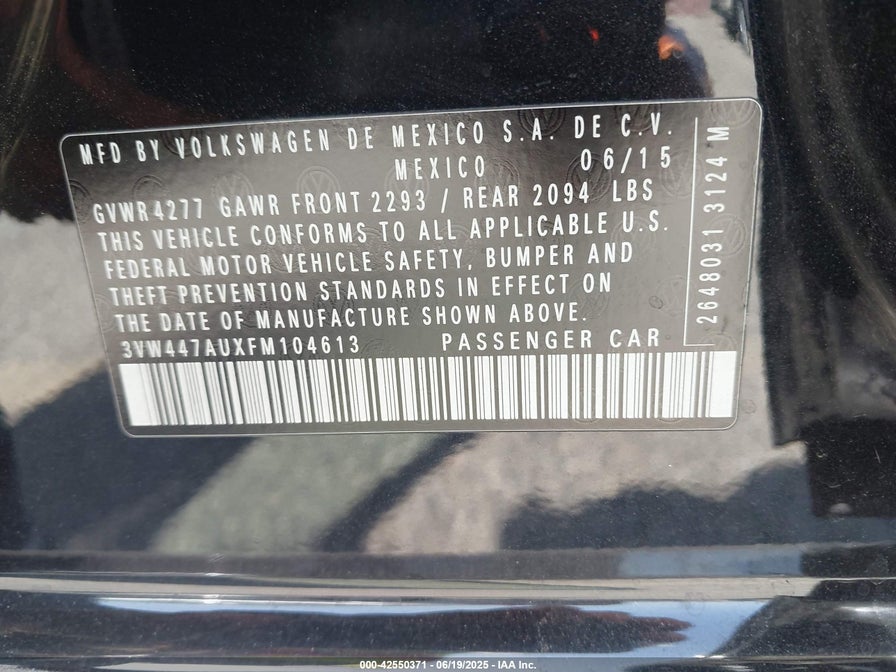 MFD BY VOLKSWAGEN DE MEXICO S.A. DE C.V.
MEXICO 06/15
GVWR 4277 GAWR FRONT 2293 / REAR 2094 LBS
THIS VEHICLE CONFORMS TO ALL APPLICABLE U.S.
FEDERAL MOTOR VEHICLE SAFETY, BUMPER AND
THEFT PREVENTION STANDARDS IN EFFECT ON
THE DATE OF MANUFACTURE SHOWN ABOVE.
3VW447AUXFM104613 PASSENGER CAR
2648031 3124 M
000-42550371 - 06/19/2025 - IAA Inc.